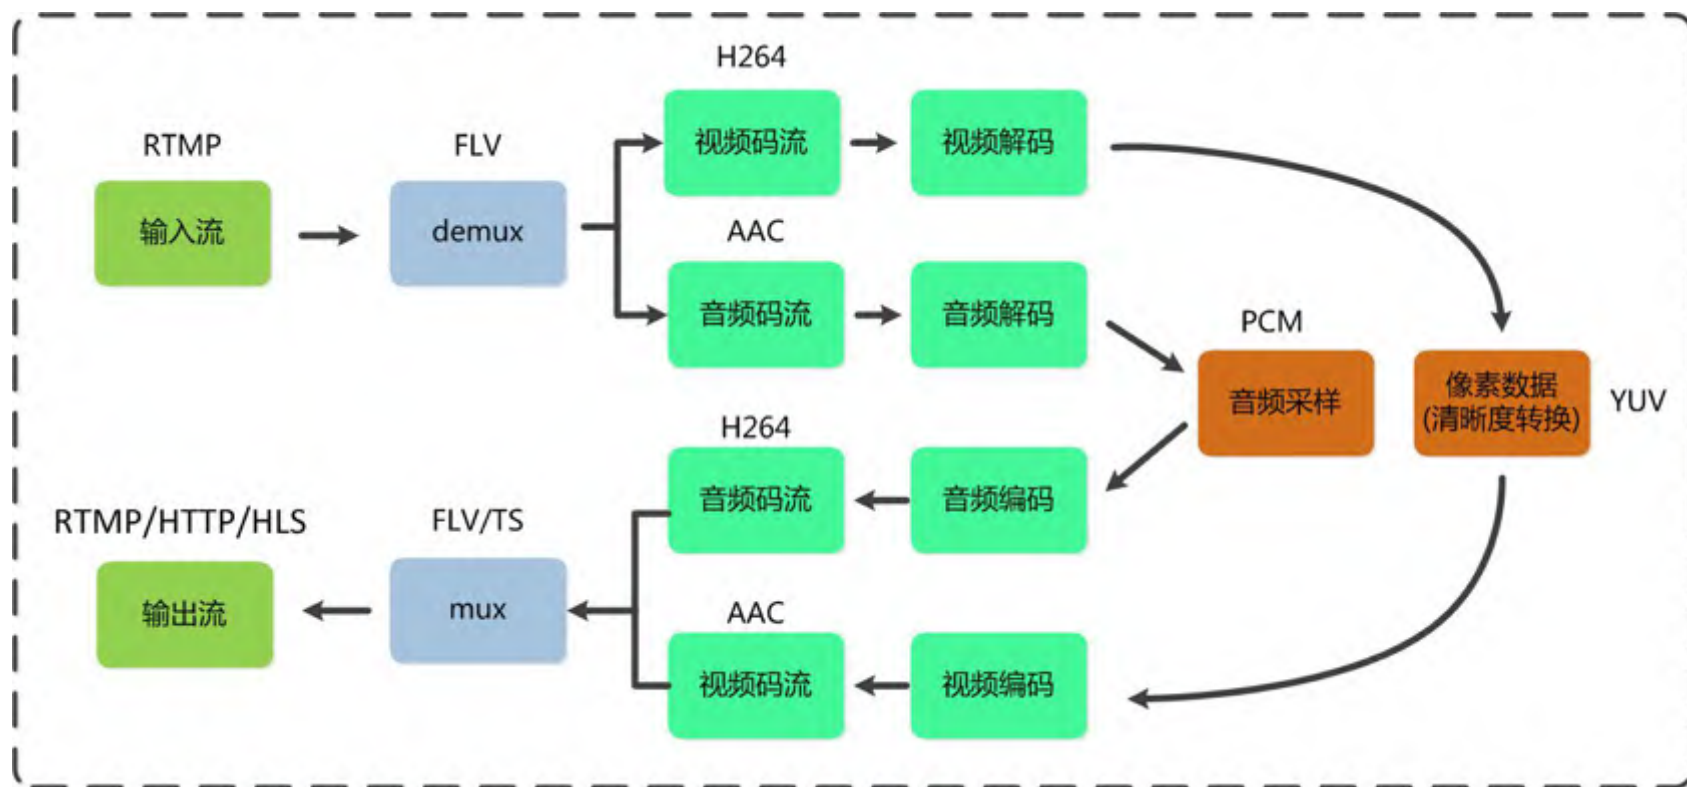 H264
视频码流
视频解码
RTMP
输入流
FLV
demux
AAC
音频码流
音频解码
PCM
音频采样
像素数据
(清晰度转换)
YUV
H264
音频码流
音频编码
RTMP/HTTP/HLS
输出流
FLV/TS
mux
AAC
视频码流
视频编码